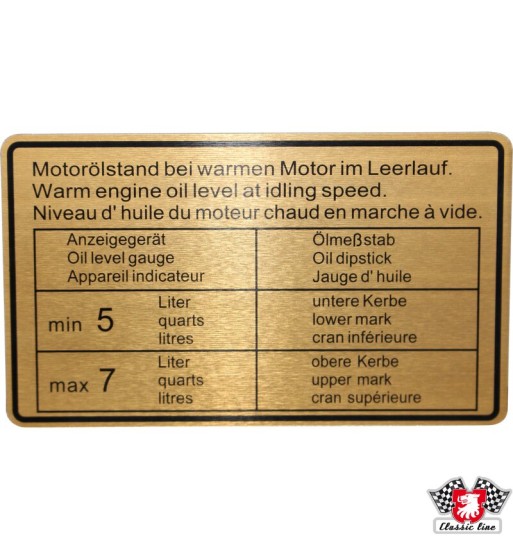 Motorölstand bei warmen Motor im Leerlauf.
Warm engine oil level at idling speed.
Niveau d' huile du moteur chaud en marche à vide.
Anzeigegerät
Oil level gauge
Appareil indicateur
Ölmeßstab
Oil dipstick
Jauge d' huile
min 5
Liter
quarts
litres
untere Kerbe
lower mark
cran inférieure
max 7
Liter
quarts
litres
obere Kerbe
upper mark
cran supérieure
Classic line